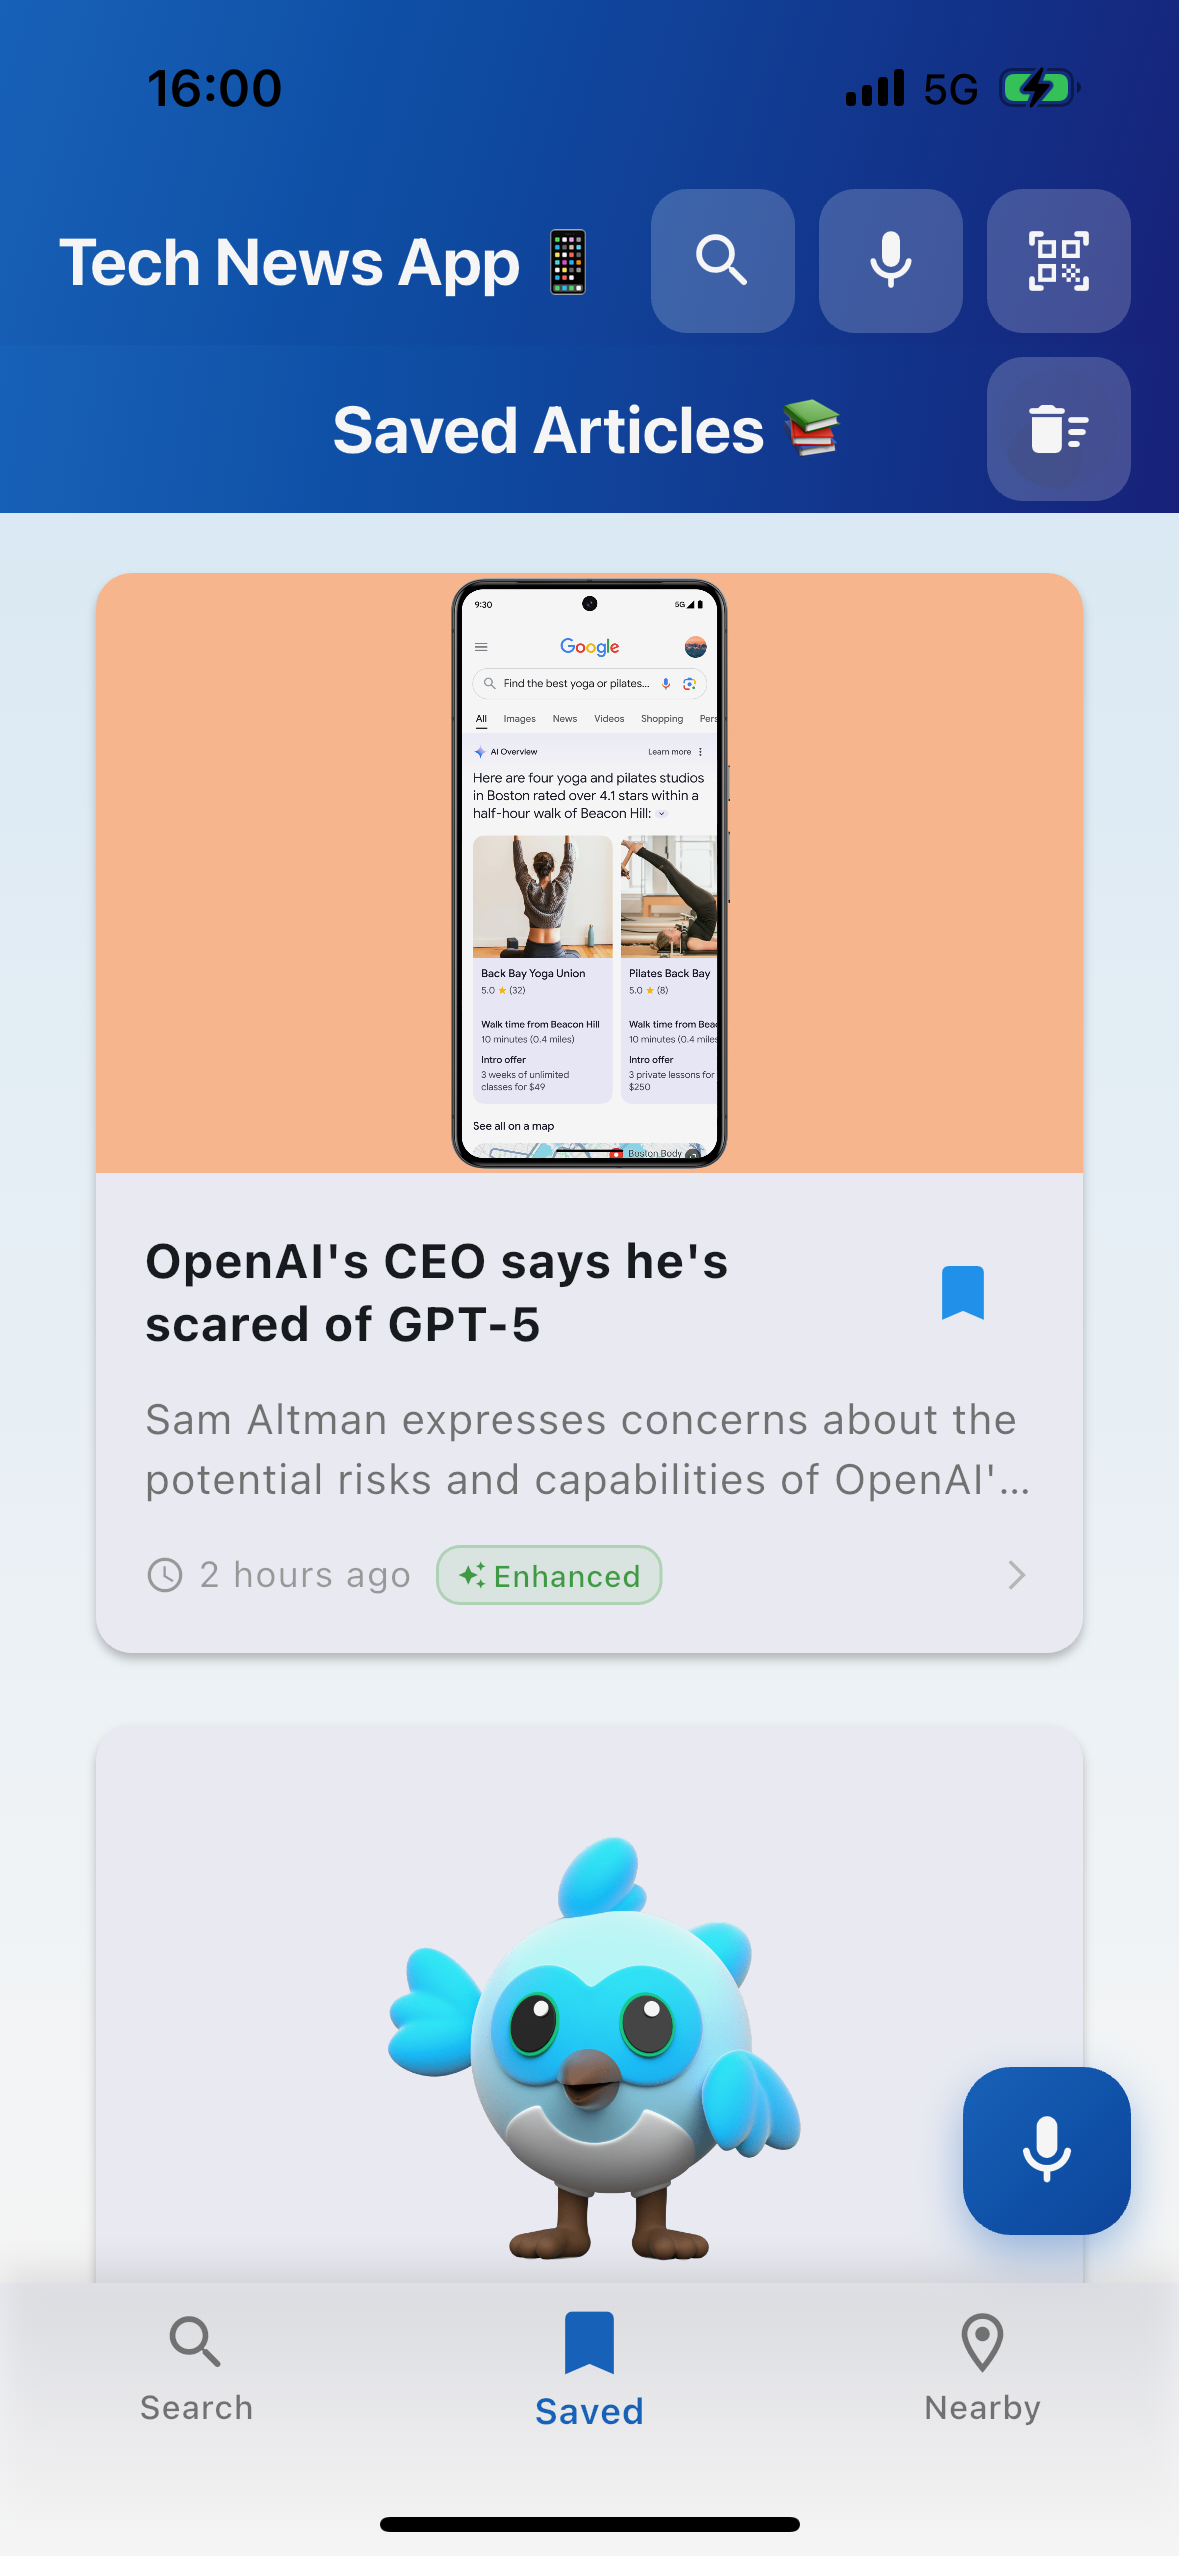 16:00
5G
Tech News App
Saved Articles
9:30
5G
Google
Find the best yoga or pilates...
All Images News Videos Shopping Pers
AI Overview
Learn more
Here are four yoga and pilates studios
in Boston rated over 4.1 stars within a
half-hour walk of Beacon Hill:
Back Bay Yoga Union
5.0 ★ (32)
Walk time from Beacon Hill
10 minutes (0.4 miles)
Intro offer
3 weeks of unlimited
classes for $49
Pilates Back Bay
5.0 ★ (8)
Walk time from Beac
10 minutes (0.4 miles
Intro offer
3 private lessons for
$250
See all on a map
Boston Body
OpenAI's CEO says he's
scared of GPT-5
Sam Altman expresses concerns about the
potential risks and capabilities of OpenAI'...
2 hours ago
Enhanced
Search
Saved
Nearby